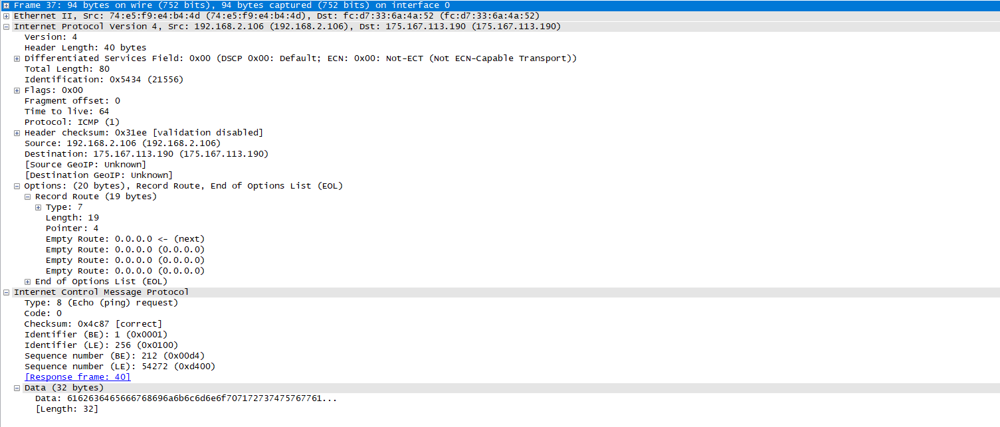 Frame 37: 94 bytes on wire (752 bits), 94 bytes captured (752 bits) on interface 0
Ethernet II, Src: 74:e5:f9:e4:b4:4d (74:e5:f9:e4:b4:4d), Dst: fc:d7:33:6a:4a:52 (fc:d7:33:6a:4a:52)
Internet Protocol Version 4, Src: 192.168.2.106 (192.168.2.106), Dst: 175.167.113.190 (175.167.113.190)
Version: 4
Header Length: 40 bytes
Differentiated Services Field: 0x00 (DSCP 0x00: Default; ECN: 0x00: Not-ECT (Not ECN-Capable Transport))
Total Length: 80
Identification: 0x5434 (21556)
Flags: 0x00
Fragment offset: 0
Time to live: 64
Protocol: ICMP (1)
Header checksum: 0x31ee [validation disabled]
Source: 192.168.2.106 (192.168.2.106)
Destination: 175.167.113.190 (175.167.113.190)
[Source GeoIP: Unknown]
[Destination GeoIP: Unknown]
Options: (20 bytes), Record Route, End of Options List (EOL)
Record Route (19 bytes)
Type: 7
Length: 19
Pointer: 4
Empty Route: 0.0.0.0 <- (next)
Empty Route: 0.0.0.0 (0.0.0.0)
Empty Route: 0.0.0.0 (0.0.0.0)
Empty Route: 0.0.0.0 (0.0.0.0)
End of Options List (EOL)
Internet Control Message Protocol
Type: 8 (Echo (ping) request)
Code: 0
Checksum: 0x4c87 [correct]
Identifier (BE): 1 (0x0001)
Identifier (LE): 256 (0x0100)
Sequence number (BE): 212 (0x00d4)
Sequence number (LE): 54272 (0xd400)
[Response frame: 40]
Data (32 bytes)
Data: 6162636465666768696a6b6c6d6e6f707172737475767761...
[Length: 32]